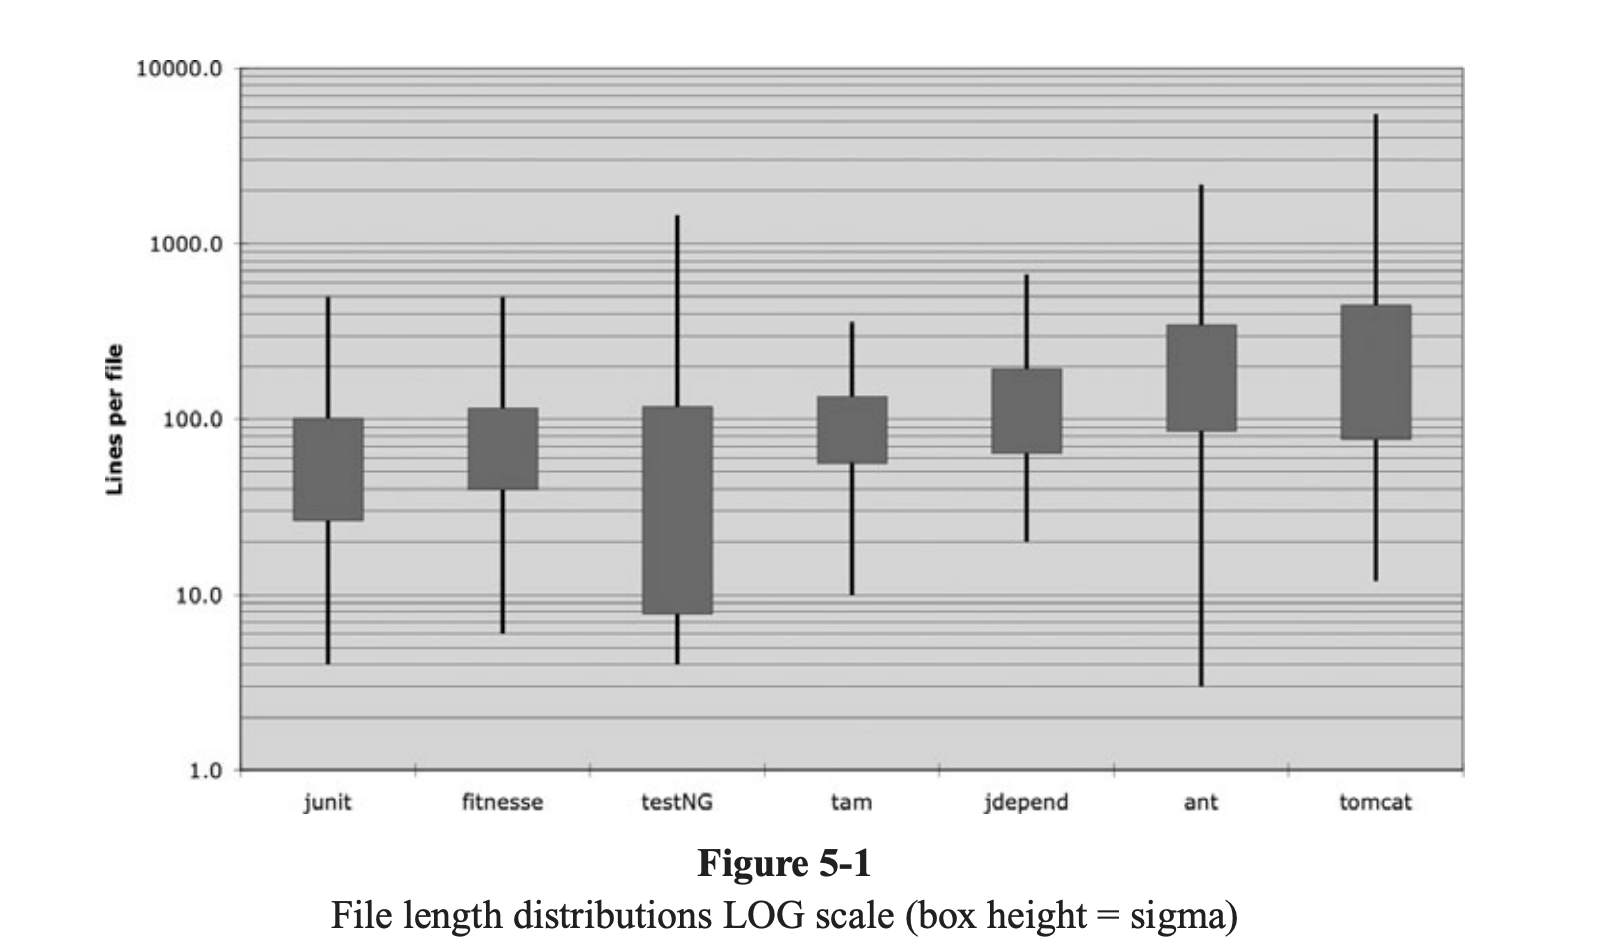 10000.0
1000.0
100.0
10.0
1.0
Lines per file
junit fitnesse testNG tam jdepend ant tomcat
Figure 5-1
File length distributions LOG scale (box height = sigma)